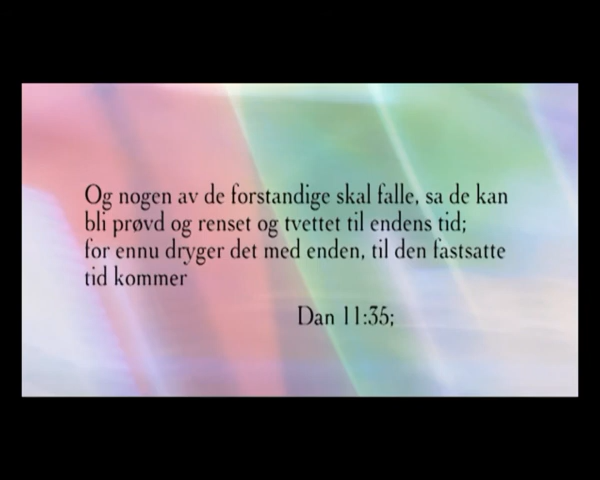 Og nogen av de forstandige skal falle, sa de kan
bli prøvd og renset og tvettet til endens tid;
for ennu dryger det med enden, til den fastsatte
tid kommer
Dan 11:35;